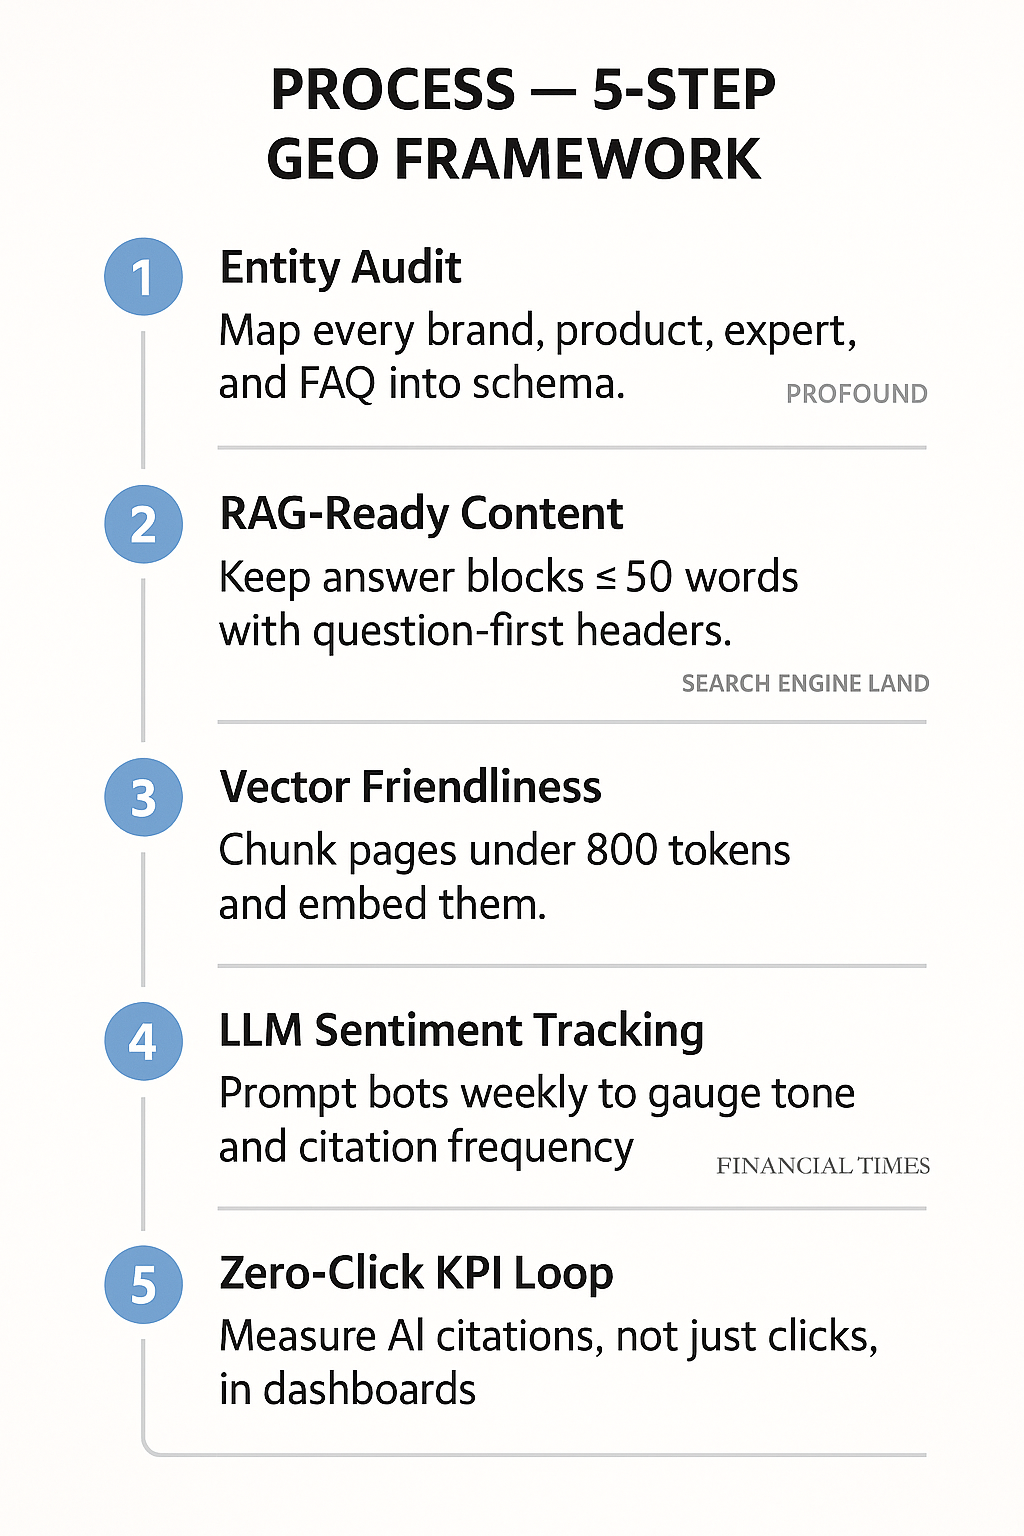 PROCESS — 5-STEP
GEO FRAMEWORK
1
Entity Audit
Map every brand, product, expert,
and FAQ into schema.
PROFOUND
2
RAG-Ready Content
Keep answer blocks ≤ 50 words
with question-first headers.
SEARCH ENGINE LAND
3
Vector Friendliness
Chunk pages under 800 tokens
and embed them.
4
LLM Sentiment Tracking
Prompt bots weekly to gauge tone
and citation frequency
FINANCIAL TIMES
5
Zero-Click KPI Loop
Measure AI citations, not just clicks,
in dashboards